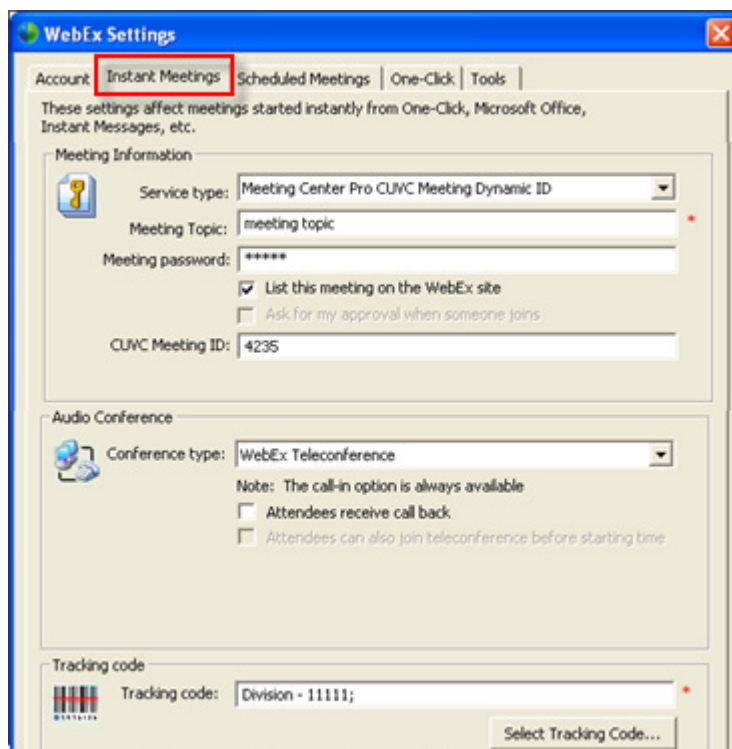 WebEx Settings
Account Instant Meetings Scheduled Meetings One-Click Tools
These settings affect meetings started instantly from One-Click, Microsoft Office,
Instant Messages, etc.
Meeting Information
Service type: Meeting Center Pro CUVC Meeting Dynamic ID
Meeting Topic: meeting topic *
Meeting password: *****
List this meeting on the WebEx site
Ask for my approval when someone joins
CUVC Meeting ID: 4235
Audio Conference
Conference type: WebEx Teleconference
Note: The call-in option is always available
Attendees receive call back
Attendees can also join teleconference before starting time
Tracking code
Tracking code: Division - 11111; *
Select Tracking Code...